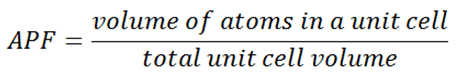 APF = volume of atoms in a unit cell / total unit cell volume